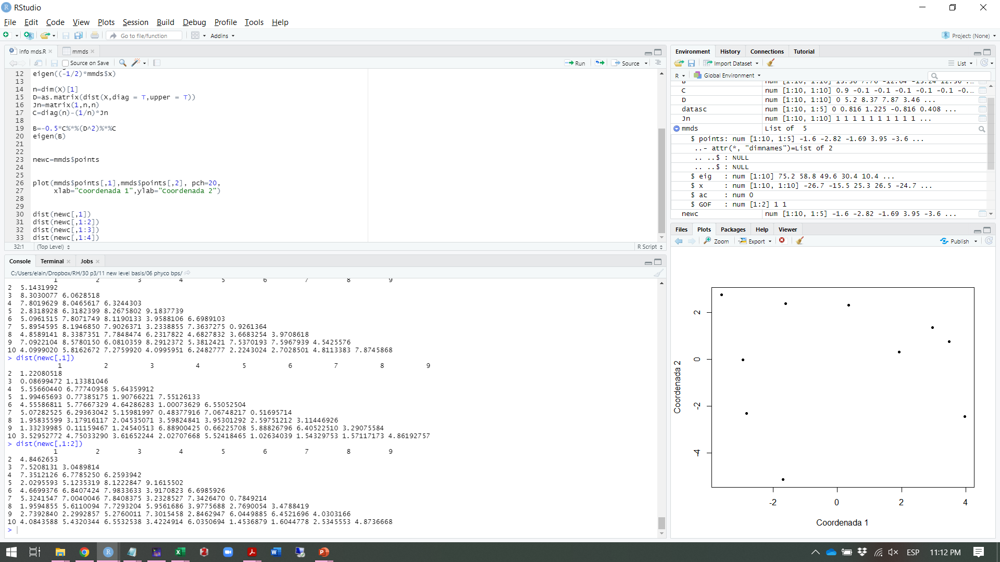 RStudio
File Edit Code View Plots Session Build Debug Profile Tools Help
Go to file/function Addins
Project: (None)
info mds.R mmds
Source on Save Run Source
12 eigen((-1/2)*mmds$x)
13
14 n=dim(X)[1]
15 D=as.matrix(dist(X,diag = T,upper = T))
16 Jn=matrix(1,n,n)
17 C=diag(n)-(1/n)*Jn
18
19 B=-0.5*C%*%(D^2)%*%C
20 eigen(B)
21
22
23 newc=mmds$points
24
25
26 plot(mmds$points[,1],mmds$points[,2], pch=20,
27 xlab="Coordenada 1",ylab="Coordenada 2")
28
29
30 dist(newc[,1])
31 dist(newc[,1:2])
32 dist(newc[,1:3])
33 dist(newc[,1:4])
32:1 (Top Level) R Script
Console Terminal Jobs
C:/Users/elain/Dropbox/RH/30 p3/11 new level basis/06 phyco bps/
1 2 3 4 5 6 7 8 9
2 5.1431992
3 8.3030077 6.0628518
4 7.8019629 8.0465617 6.3244303
5 2.8318928 6.3182399 8.2675802 9.1837739
6 5.0961515 7.8071749 8.1190133 3.9588106 6.6989103
7 5.8954595 8.1946850 7.9026371 3.2338855 7.3637275 0.9261364
8 4.8589141 8.3387351 7.7848474 6.2317822 4.6827832 3.6683254 3.9708618
9 7.0922104 8.5780150 6.0810359 8.2912372 5.3812421 7.5370193 7.5967939 4.5425576
10 4.0999020 5.8162672 7.2759920 4.0995951 6.2482777 2.2243024 2.7028501 4.8113383 7.8745868
> dist(newc[,1])
1 2 3 4 5 6 7 8 9
2 1.22080518
3 0.08699472 1.13381046
4 5.55660440 6.77740958 5.64359912
5 1.99465693 0.77385175 1.90766221 7.55126133
6 4.55586811 5.77667329 4.64286283 1.00073629 6.55052504
7 5.07282525 6.29363042 5.15981997 0.48377916 7.06748217 0.51695714
8 1.95835599 3.17916117 2.04535071 3.59824841 3.95301292 2.59751212 3.11446926
9 1.33239985 0.11159467 1.24540513 6.88900425 0.66225708 5.88826796 6.40522510 3.29075584
10 3.52952772 4.75033290 3.61652244 2.02707668 5.52418465 1.02634039 1.54329753 1.57117173 4.86192757
> dist(newc[,1:2])
1 2 3 4 5 6 7 8 9
2 4.8462653
3 7.5208131 3.0489814
4 7.3512126 6.7785250 6.2593942
5 2.0295593 5.1235319 8.1222847 9.1615502
6 4.6699376 6.8407424 7.9833633 3.9170823 6.6985926
7 5.3241547 7.0040046 7.8408375 3.2328527 7.3426470 0.7849214
8 1.9594855 5.6110094 7.7293204 5.9561686 3.9775688 2.7690054 3.4788419
9 2.7392840 2.2992857 5.2760011 7.3015458 2.8462947 6.0449885 6.4521696 4.0303166
10 4.0843588 5.4320344 6.5532538 3.4224914 6.0350694 1.4536879 1.6044778 2.5345553 4.8736668
>
Environment History Connections Tutorial
Import Dataset List
R Global Environment
C num [1:10, 1:10] 0.9 -0.1 -0.1 -0.1 -0.1 -0.1 -0.…
D num [1:10, 1:10] 0 5.2 8.37 7.87 3.46 ...
datasc num [1:10, 1:5] 0 0.816 1.225 -0.816 0.408 ...
Jn num [1:10, 1:10] 1 1 1 1 1 1 1 1 1 1 ...
mmds List of 5
$ points: num [1:10, 1:5] -1.6 -2.82 -1.69 3.95 -3.6 ...
..- attr(*, "dimnames")=List of 2
.. ..$ : NULL
.. ..$ : NULL
$ eig : num [1:10] 75.2 58.8 49.6 30.4 10.4 ...
$ x : num [1:10, 1:10] -26.7 -15.5 25.3 26.5 -24.7 ...
$ ac : num 0
$ GOF : num [1:2] 1 1
newc num [1:10, 1:5] -1.6 -2.82 -1.69 3.95 -3.6 ...
Files Plots Packages Help Viewer
Zoom Export Publish
2
0
-2
-4
Coordenada 2
-2 0 2 4
Coordenada 1
ESP 11:12 PM